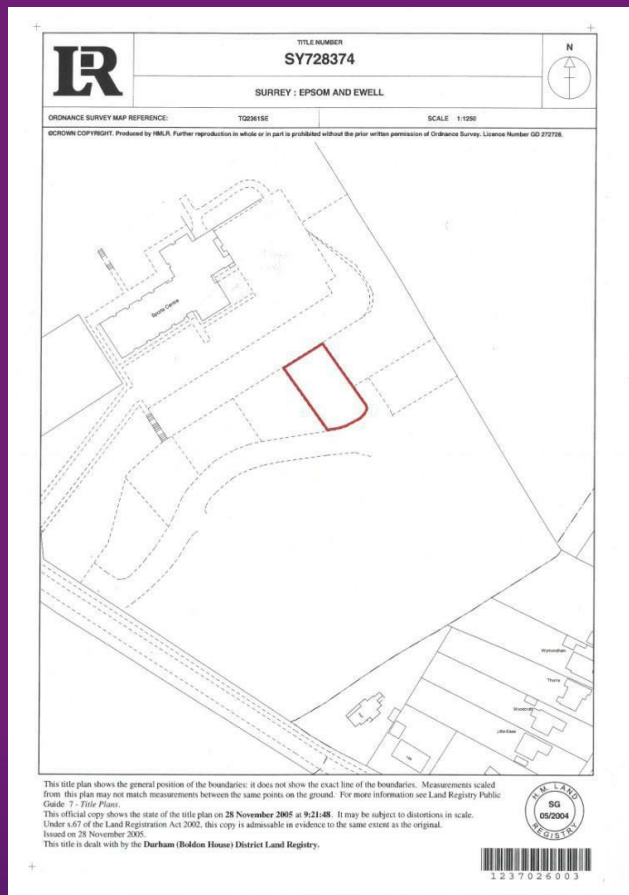 LR
TITLE NUMBER
SY728374
N
SURREY : EPSOM AND EWELL
ORDNANCE SURVEY MAP REFERENCE: TQ2361SE SCALE 1:1250
©CROWN COPYRIGHT. Produced by HMLR. Further reproduction in whole or in part is prohibited without the prior written permission of Ordnance Survey. Licence Number GD 272728.
Sports Centre
Wymondham
Thurre
Woodcote
Little Ease
This title plan shows the general position of the boundaries: it does not show the exact line of the boundaries. Measurements scaled
from this plan may not match measurements between the same points on the ground. For more information see Land Registry Public
Guide 7 - Title Plans.
This official copy shows the state of the title plan on 28 November 2005 at 9:21:48. It may be subject to distortions in scale.
Under s.67 of the Land Registration Act 2002, this copy is admissable in evidence to the same extent as the original.
Issued on 28 November 2005.
This title is dealt with by the Durham (Boldon House) District Land Registry.
H. M. LAND
SG
05/2004
REGISTRY
1237026003